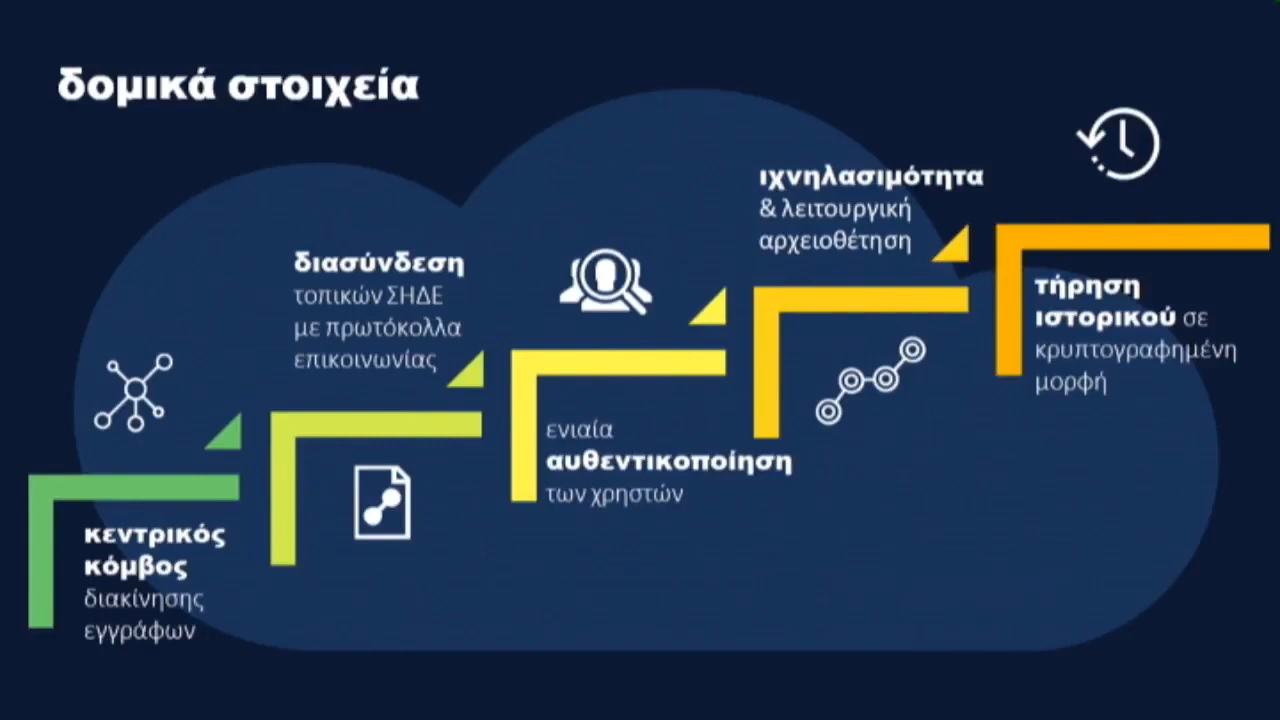 δομικά στοιχεία
κεντρικός
κόμβος
διακίνησης
εγγράφων
διασύνδεση
τοπικών ΣΗΔΕ
με πρωτόκολλα
επικοινωνίας
ενιαία
αυθεντικοποίηση
των χρηστών
ιχνηλασιμότητα
& λειτουργική
αρχειοθέτηση
τήρηση
ιστορικού σε
κρυπτογραφημένη
μορφή